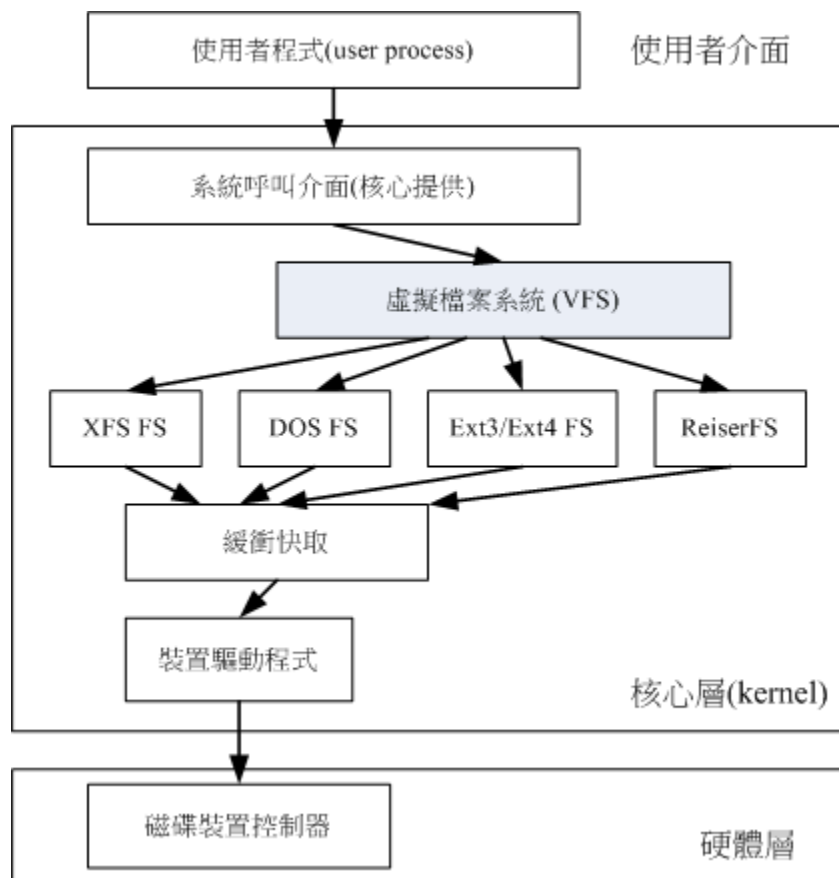 使用者程式(user process)
使用者介面
系統呼叫介面(核心提供)
虛擬檔案系統 (VFS)
XFS FS
DOS FS
Ext3/Ext4 FS
ReiserFS
緩衝快取
裝置驅動程式
核心層(kernel)
磁碟裝置控制器
硬體層